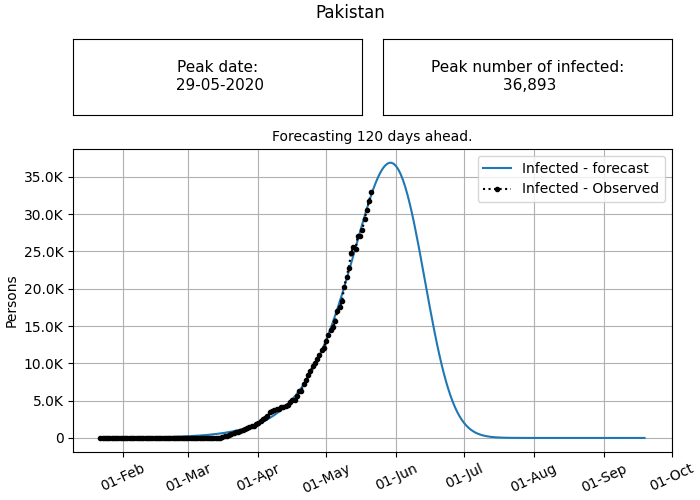 Pakistan
Peak date:
29-05-2020
Peak number of infected:
36,893
Forecasting 120 days ahead.
Infected - forecast
Infected - Observed
35.0K
30.0K
25.0K
20.0K
15.0K
10.0K
5.0K
0
Persons
01-Feb
01-Mar
01-Apr
01-May
01-Jun
01-Jul
01-Aug
01-Sep
01-Oct